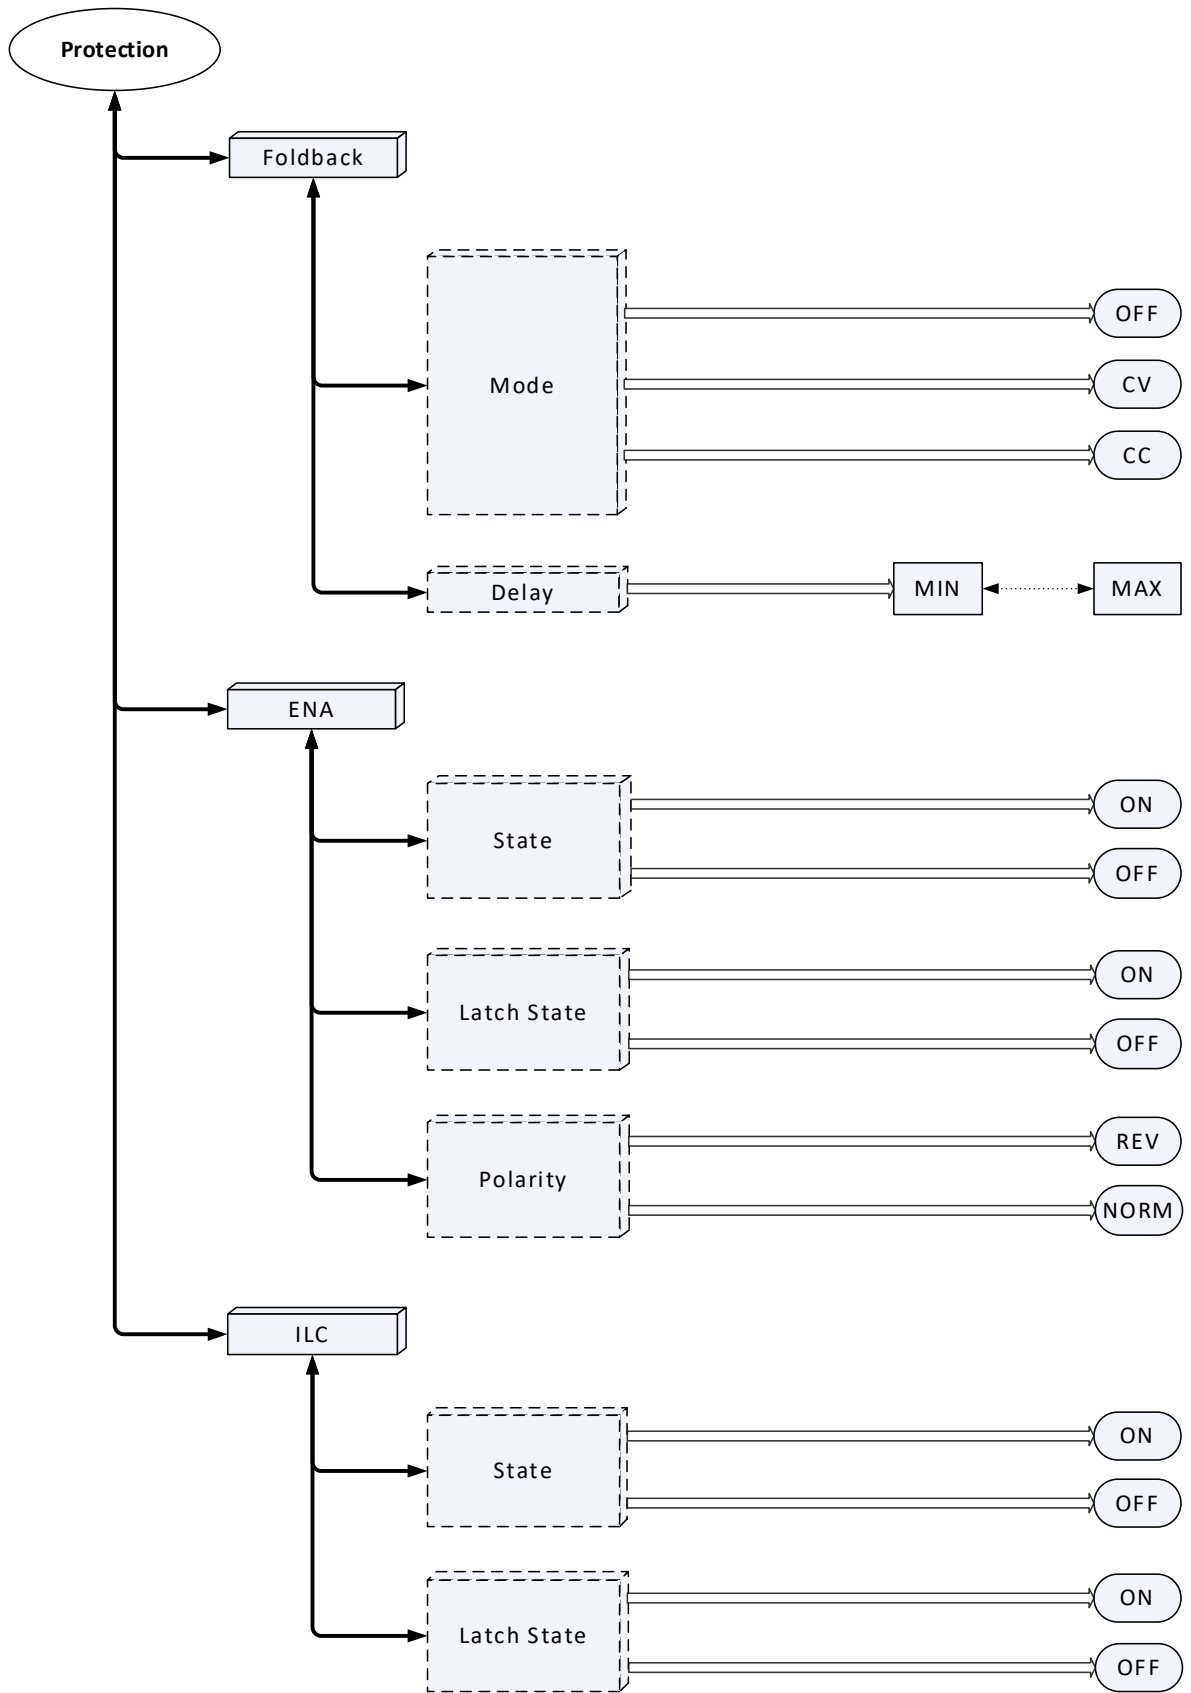 Protection
Foldback
Mode
OFF
CV
CC
Delay
MIN
MAX
ENA
State
ON
OFF
Latch State
ON
OFF
Polarity
REV
NORM
ILC
State
ON
OFF
Latch State
ON
OFF